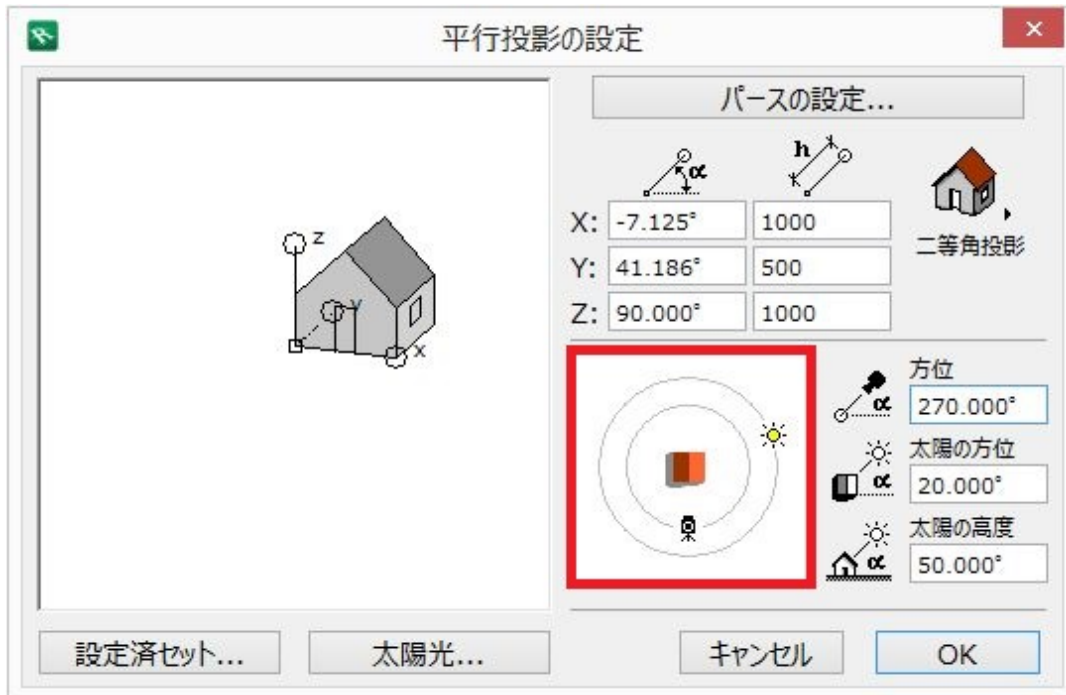 平行投影の設定
パースの設定...
α h
X: -7.125° 1000
Y: 41.186° 500
Z: 90.000° 1000
二等角投影
z
y
x
方位
α 270.000°
太陽の方位
α 20.000°
太陽の高度
α 50.000°
設定済セット... 太陽光... キャンセル OK